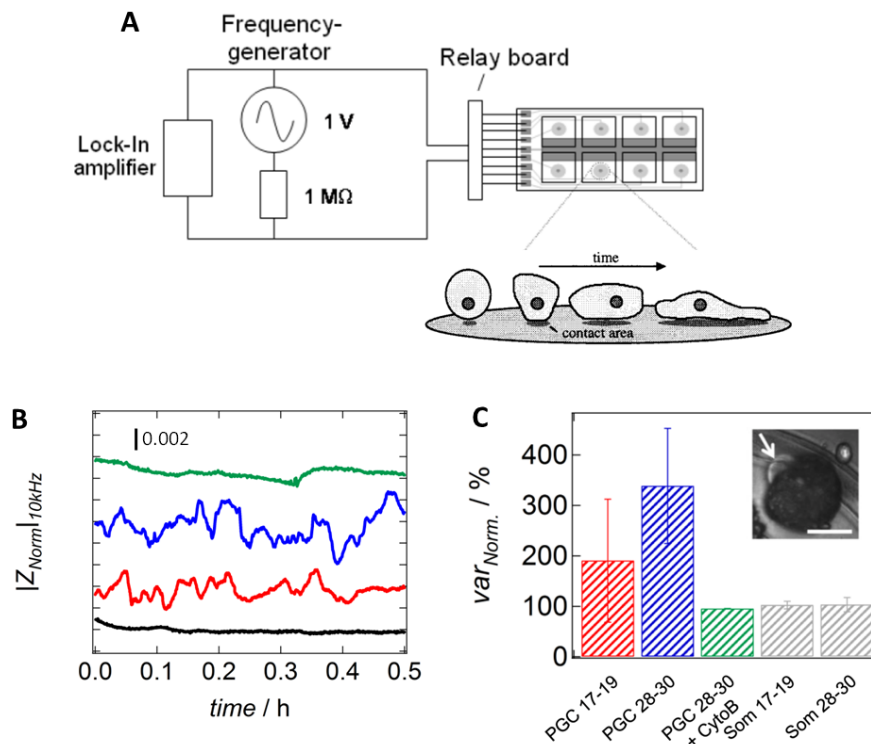 A
Frequency-
generator
Relay board
1 V
Lock-In
amplifier
1 MΩ
time
contact area
B
0.002
|Z_Norm|_10kHz
0.0
0.1
0.2
0.3
0.4
0.5
time / h
C
var_Norm. / %
400
300
200
100
0
PGC 17-19
PGC 28-30
PGC 28-30
+ CytoB
Som 17-19
Som 28-30